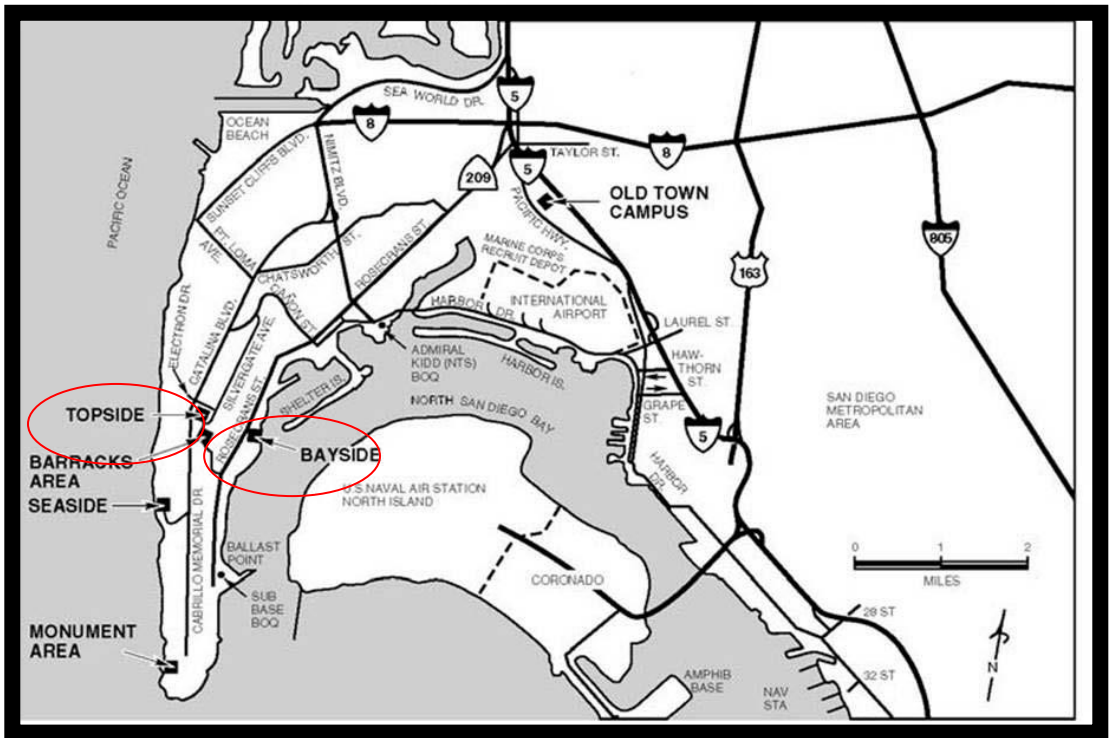 SEA WORLD DR.
5
OCEAN
BEACH
8
TAYLOR ST.
8
5
SUNSET CLIFFS BLVD.
NIMITZ BLVD.
209
OLD TOWN
CAMPUS
PACIFIC OCEAN
PACIFIC HWY.
805
PT. LOMA
AVE.
CHATSWORTH ST.
ROSECRANS ST.
MARINE CORPS
RECRUIT DEPOT
163
CAÑON ST.
HARBOR DR.
INTERNATIONAL
AIRPORT
ELECTRON DR.
CATALINA BLVD.
SILVERGATE AVE.
LAUREL ST.
ADMIRAL
KIDD (NTS)
BOQ
HARBOR IS.
HAW-
THORN
ST.
SHELTER IS.
NORTH SAN DIEGO BAY
GRAPE
ST.
SAN DIEGO
METROPOLITAN
AREA
TOPSIDE
ROSECRANS ST.
5
BARRACKS
AREA
BAYSIDE
HARBOR
DR.
SEASIDE
U.S. NAVAL AIR STATION
NORTH ISLAND
CABRILLO MEMORIAL DR.
BALLAST
POINT
0 1 2
MILES
CORONADO
SUB
BASE
BOQ
28 ST
MONUMENT
AREA
N
32 ST
AMPHIB
BASE
NAV
STA